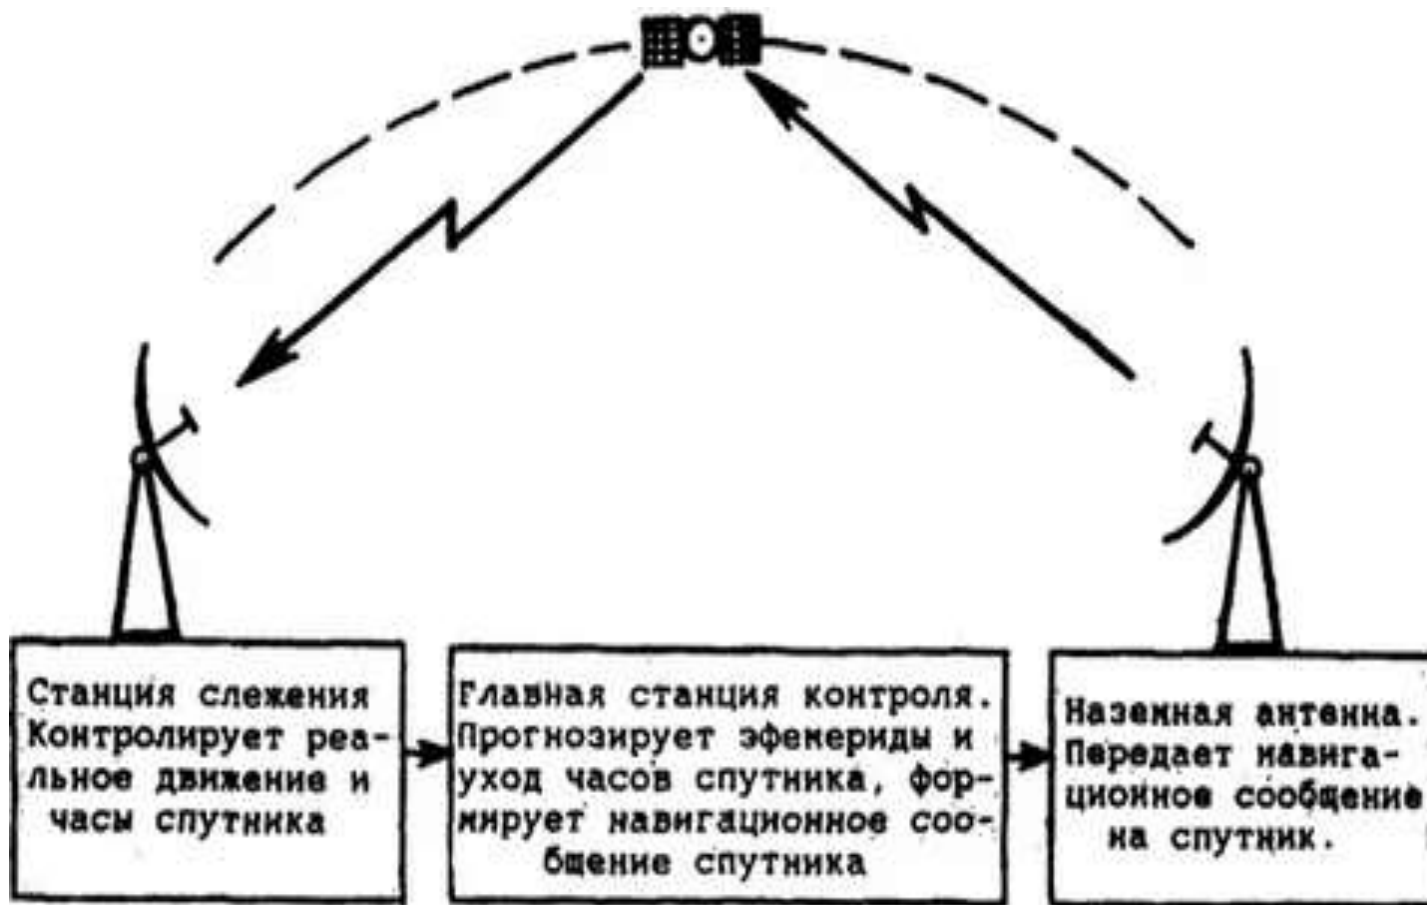 Станция слежения
Контролирует реа-
льное движение и
часы спутника
Главная станция контроля.
Прогнозирует эфемериды и
уход часов спутника, фор-
мирует навигационное соо-
бщение спутника
Наземная антенна.
Передает навига-
ционное сообщение
на спутник.